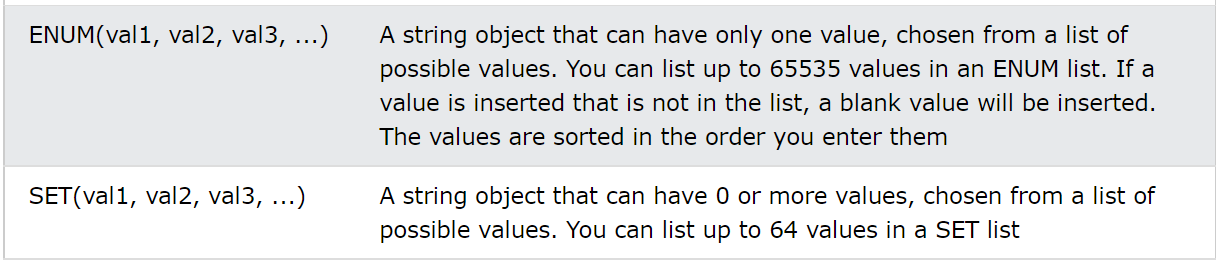 ENUM(val1, val2, val3, ...) A string object that can have only one value, chosen from a list of
possible values. You can list up to 65535 values in an ENUM list. If a
value is inserted that is not in the list, a blank value will be inserted.
The values are sorted in the order you enter them
SET(val1, val2, val3, ...) A string object that can have 0 or more values, chosen from a list of
possible values. You can list up to 64 values in a SET list